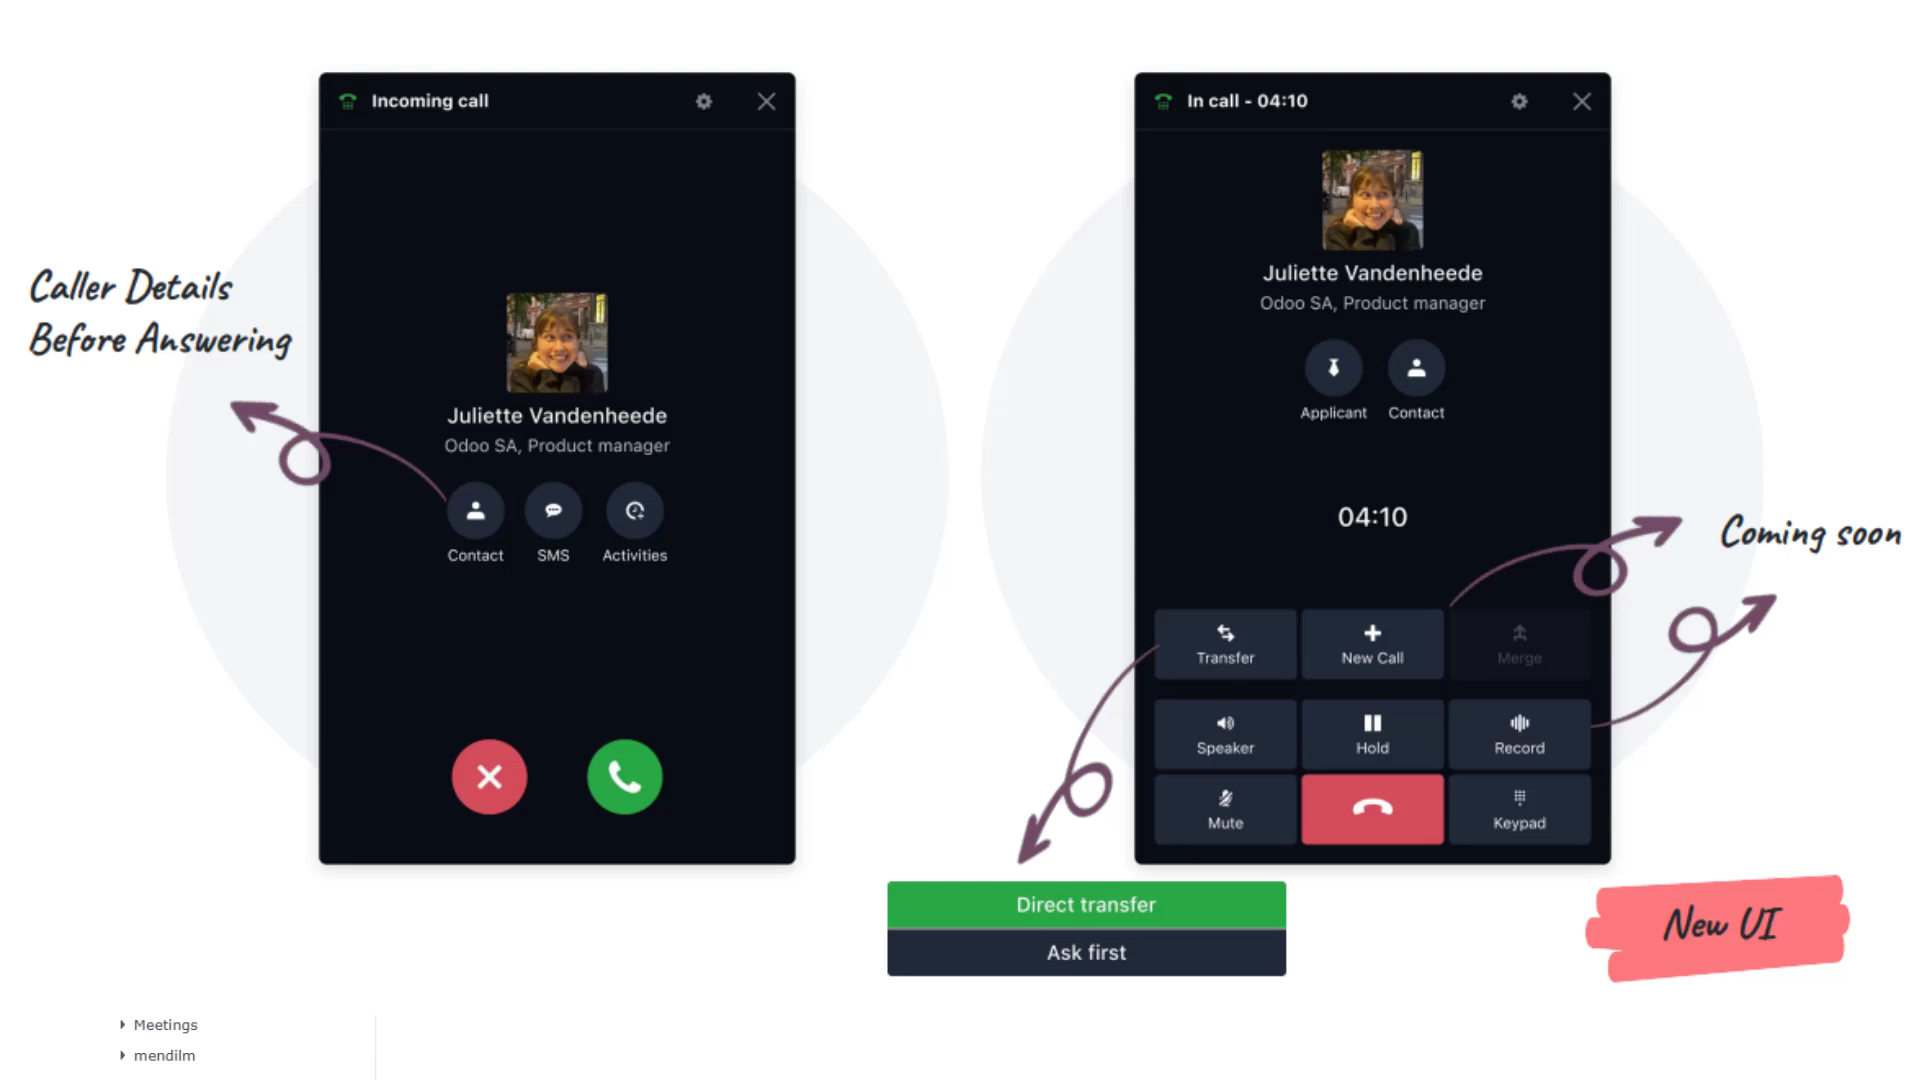 Incoming call
Caller Details
Before Answering
Juliette Vandenheede
Odoo SA, Product manager
Contact SMS Activities
In call - 04:10
Juliette Vandenheede
Odoo SA, Product manager
Applicant Contact
04:10
Coming soon
Transfer New Call Merge
Speaker Hold Record
Mute Keypad
Direct transfer
Ask first
New UI
Meetings
mendilm